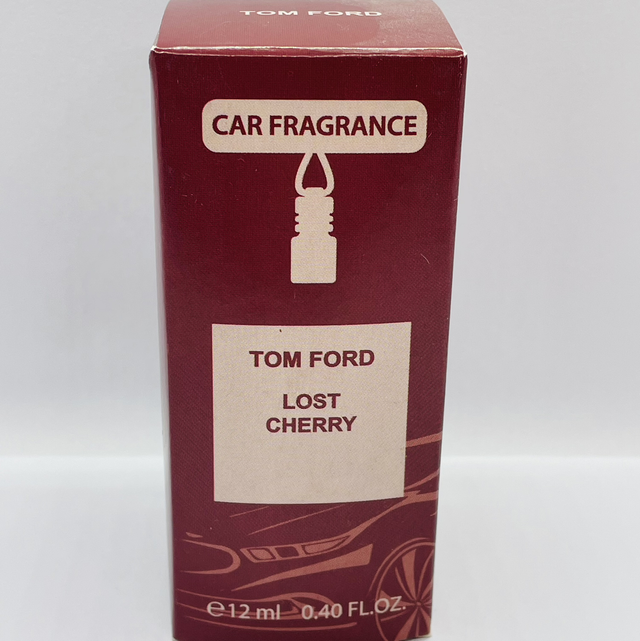 TOM FORD
CAR FRAGRANCE
TOM FORD
LOST
CHERRY
℮12 ml 0.40 FL.OZ.